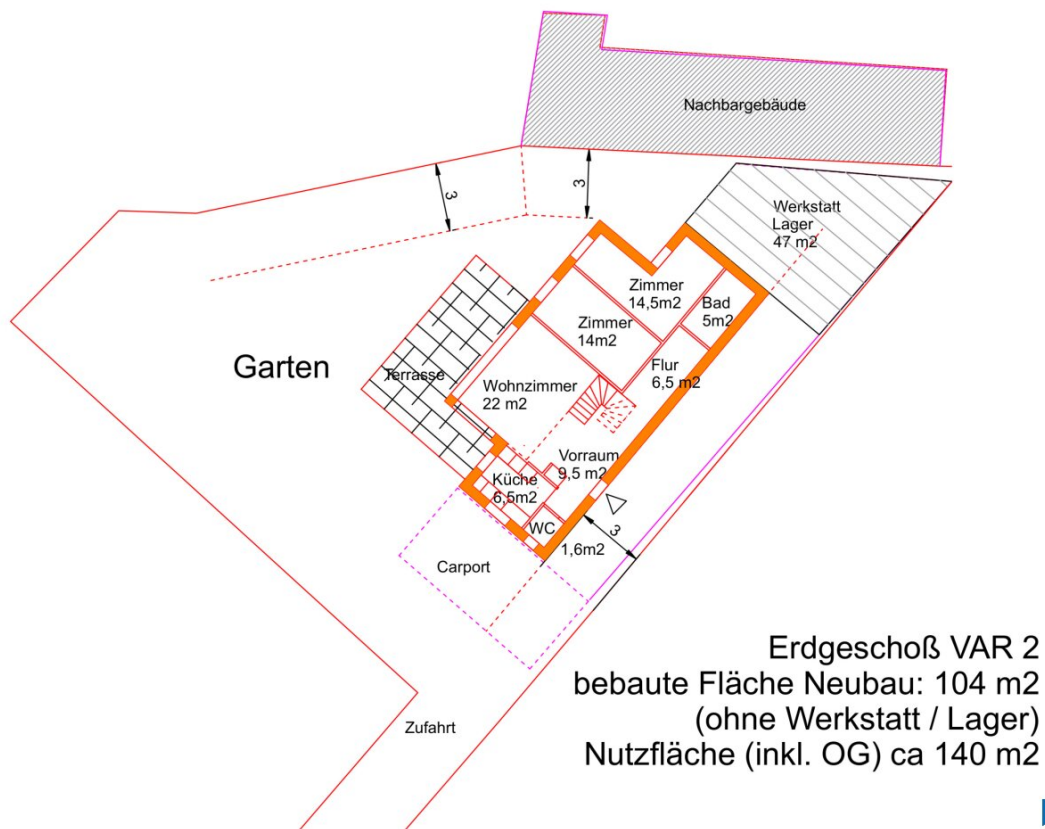 Nachbargebäude
3
3
Werkstatt
Lager
47 m2
Zimmer
14,5m2
Bad
5m2
Zimmer
14m2
Flur
6,5 m2
Garten
Terrasse
Wohnzimmer
22 m2
Vorraum
9,5 m2
Küche
6,5m2
WC
1,6m2
3
Carport
Zufahrt
Erdgeschoß VAR 2
bebaute Fläche Neubau: 104 m2
(ohne Werkstatt / Lager)
Nutzfläche (inkl. OG) ca 140 m2